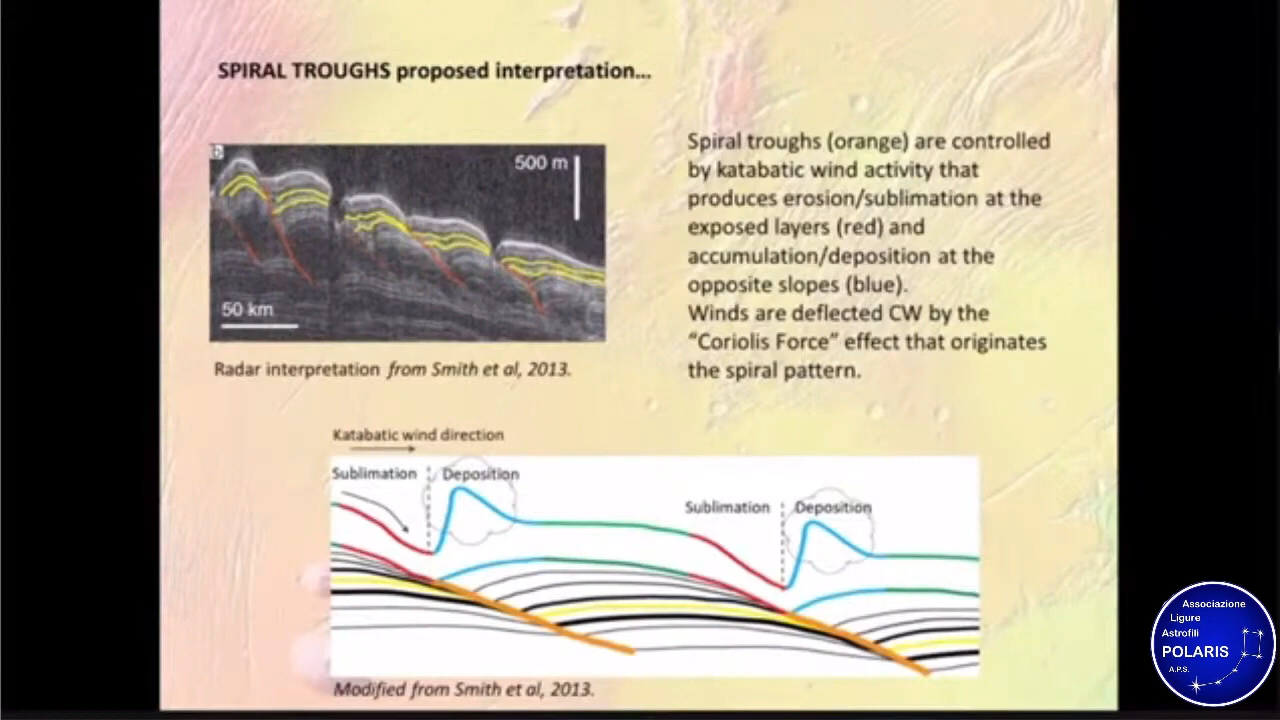 SPIRAL TROUGHS proposed interpretation...
b
500 m
50 km
Radar interpretation from Smith et al, 2013.
Spiral troughs (orange) are controlled
by katabatic wind activity that
produces erosion/sublimation at the
exposed layers (red) and
accumulation/deposition at the
opposite slopes (blue).
Winds are deflected CW by the
“Coriolis Force” effect that originates
the spiral pattern.
Katabatic wind direction
Sublimation
Deposition
Sublimation
Deposition
Modified from Smith et al, 2013.
Associazione
Ligure
Astrofili
POLARIS
A.P.S.